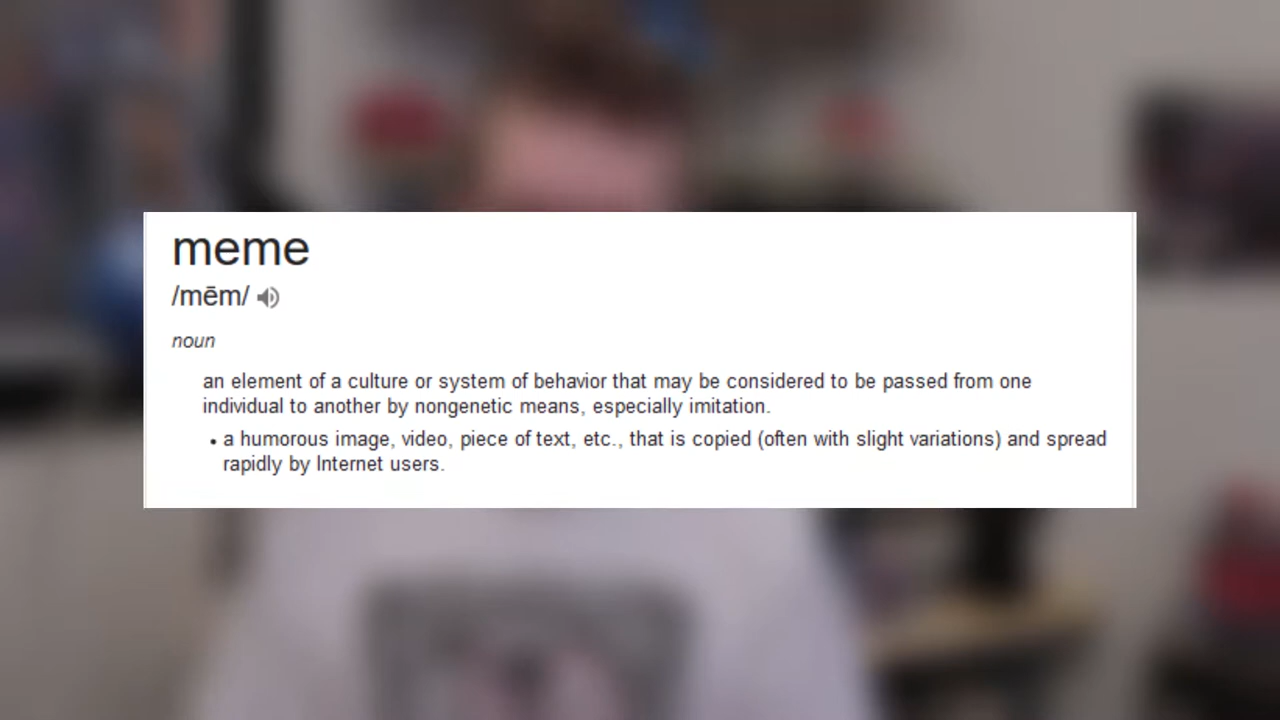 meme
/mēm/
noun
an element of a culture or system of behavior that may be considered to be passed from one
individual to another by nongenetic means, especially imitation.
• a humorous image, video, piece of text, etc., that is copied (often with slight variations) and spread
rapidly by Internet users.